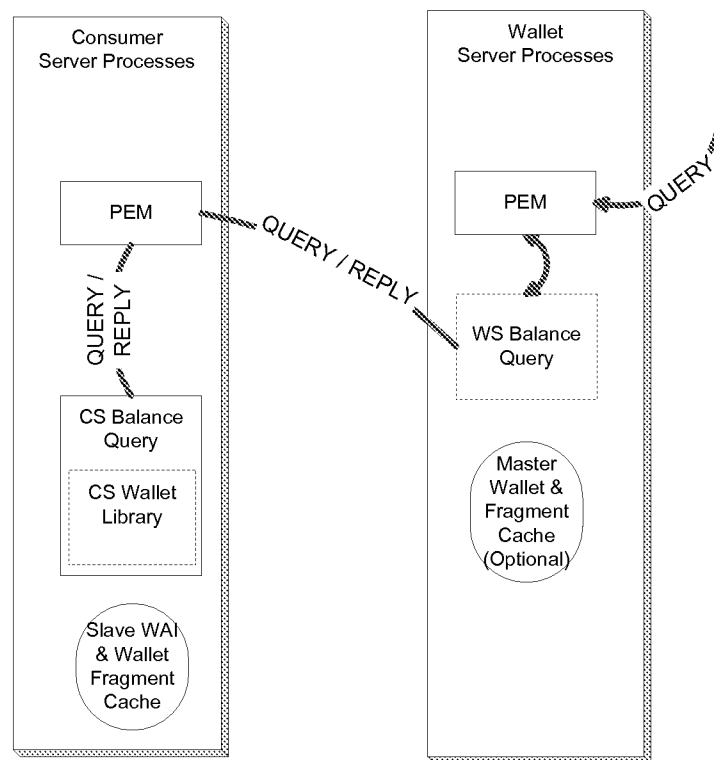 Consumer
Server Processes
PEM
QUERY /
REPLY
CS Balance
Query
CS Wallet
Library
Slave WAI
& Wallet
Fragment
Cache
QUERY / REPLY
Wallet
Server Processes
PEM
QUERY
WS Balance
Query
Master
Wallet &
Fragment
Cache
(Optional)